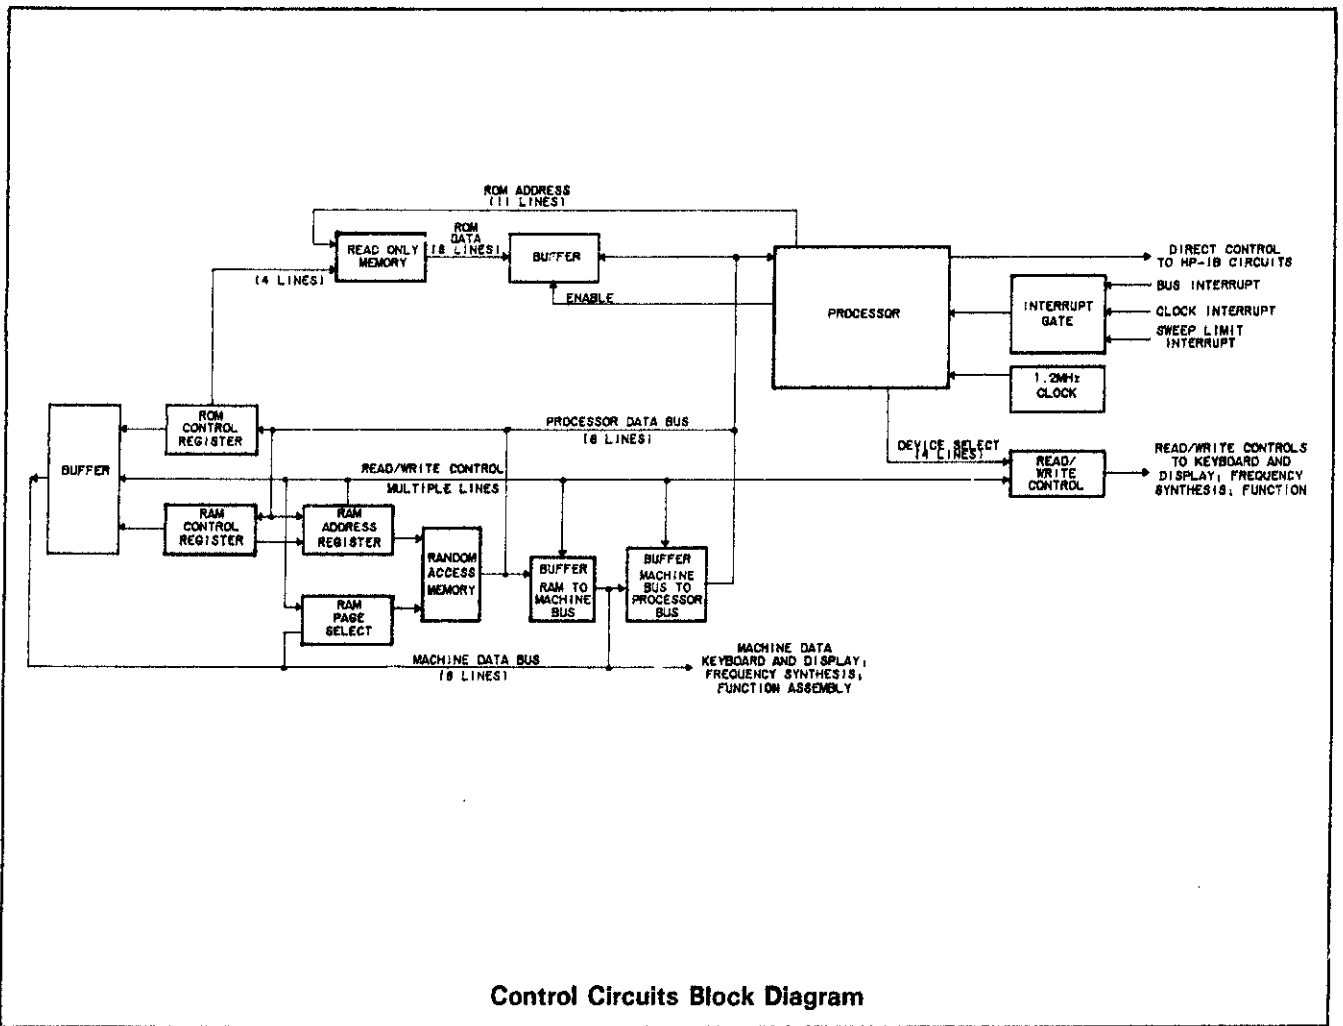 ROM ADDRESS
(11 LINES)
READ ONLY
MEMORY
ROM
DATA
(8 LINES)
BUFFER
ENABLE
(4 LINES)
PROCESSOR
DIRECT CONTROL
TO HP-IB CIRCUITS
BUS INTERRUPT
INTERRUPT
GATE
CLOCK INTERRUPT
SWEEP LIMIT
INTERRUPT
1.2MHz
CLOCK
ROM
CONTROL
REGISTER
PROCESSOR DATA BUS
(8 LINES)
DEVICE SELECT
(4 LINES)
BUFFER
READ/WRITE CONTROL
MULTIPLE LINES
READ/
WRITE
CONTROL
READ/WRITE CONTROLS
TO KEYBOARD AND
DISPLAY, FREQUENCY
SYNTHESIS, FUNCTION
RAM
CONTROL
REGISTER
RAM
ADDRESS
REGISTER
RANDOM
ACCESS
MEMORY
BUFFER
RAM TO
MACHINE
BUS
BUFFER
MACHINE
BUS TO
PROCESSOR
BUS
RAM
PAGE
SELECT
MACHINE DATA BUS
(8 LINES)
MACHINE DATA
KEYBOARD AND DISPLAY,
FREQUENCY SYNTHESIS,
FUNCTION ASSEMBLY
Control Circuits Block Diagram